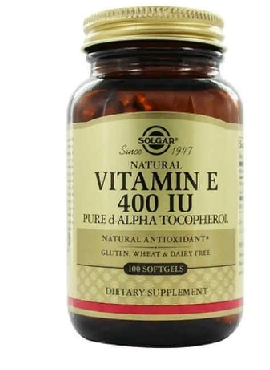 SOLGAR®
Since 1947
NATURAL
VITAMIN E
400 IU
PURE d-ALPHA TOCOPHEROL
NATURAL ANTIOXIDANT*
GLUTEN, WHEAT & DAIRY FREE
100 SOFTGELS
DIETARY SUPPLEMENT